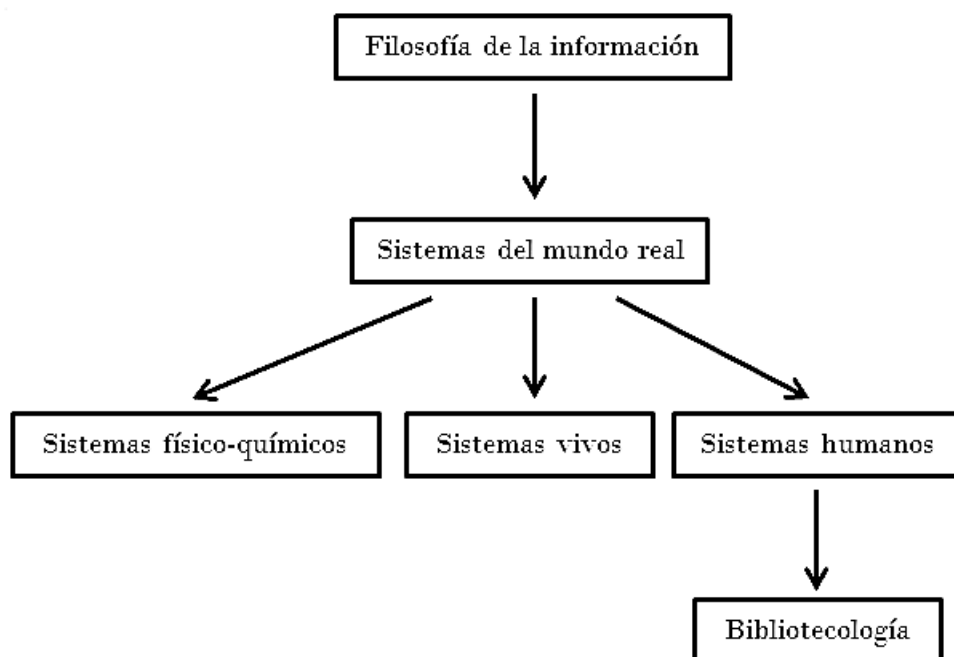 Filosofía de la información
Sistemas del mundo real
Sistemas físico-químicos
Sistemas vivos
Sistemas humanos
Bibliotecología